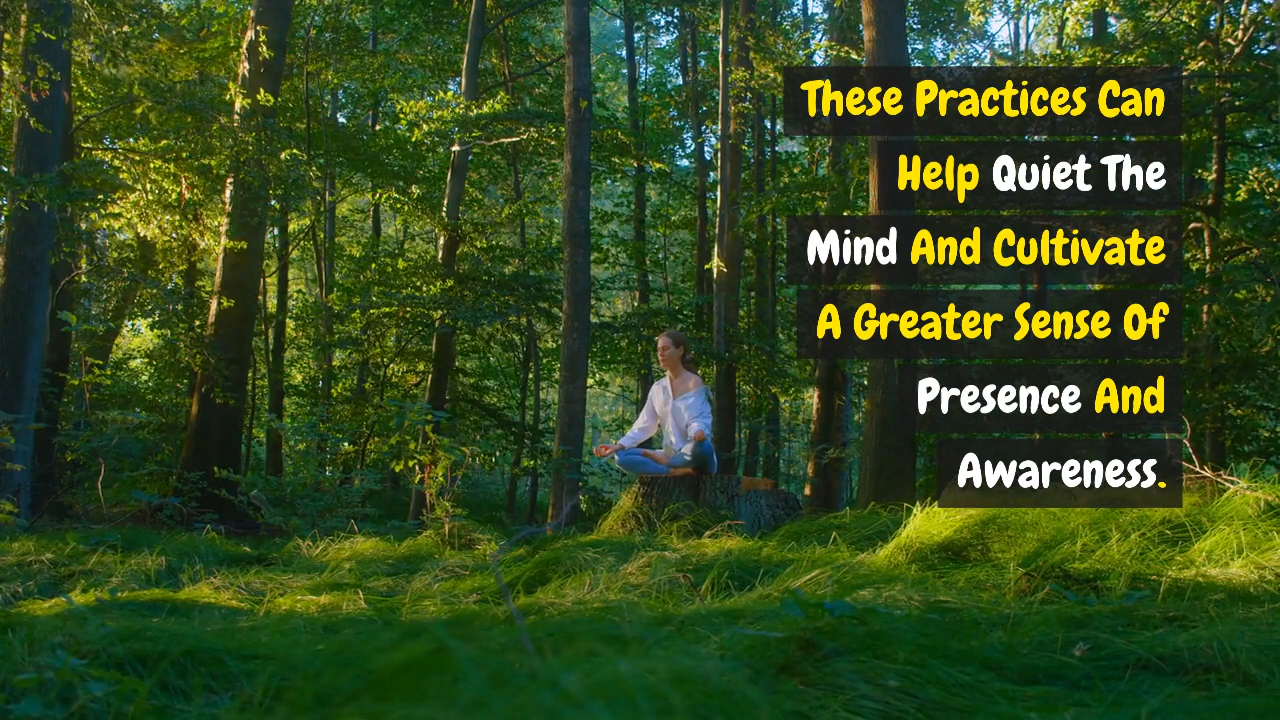 These Practices Can
Help Quiet The
Mind And Cultivate
A Greater Sense Of
Presence And
Awareness.